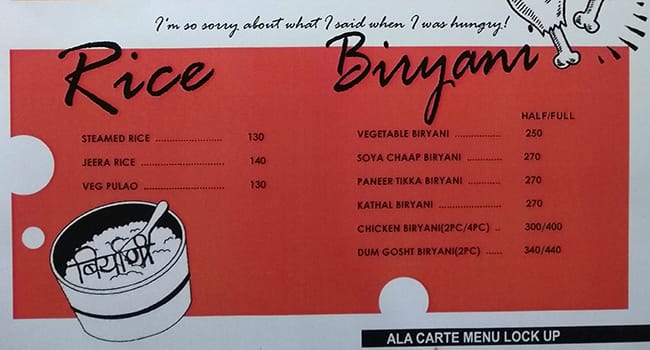 I'm so sorry about what I said when I was hungry!
Rice
STEAMED RICE .................... 130
JEERA RICE .................... 140
VEG PULAO .................... 130
Biryani
HALF/FULL
VEGETABLE BIRYANI .............. 250
SOYA CHAAP BIRYANI ........... 270
PANEER TIKKA BIRYANI ......... 270
KATHAL BIRYANI ................. 270
CHICKEN BIRYANI(2PC/4PC) .. 300/400
DUM GOSHT BIRYANI(2PC) ...... 340/440
ALA CARTE MENU LOCK UP